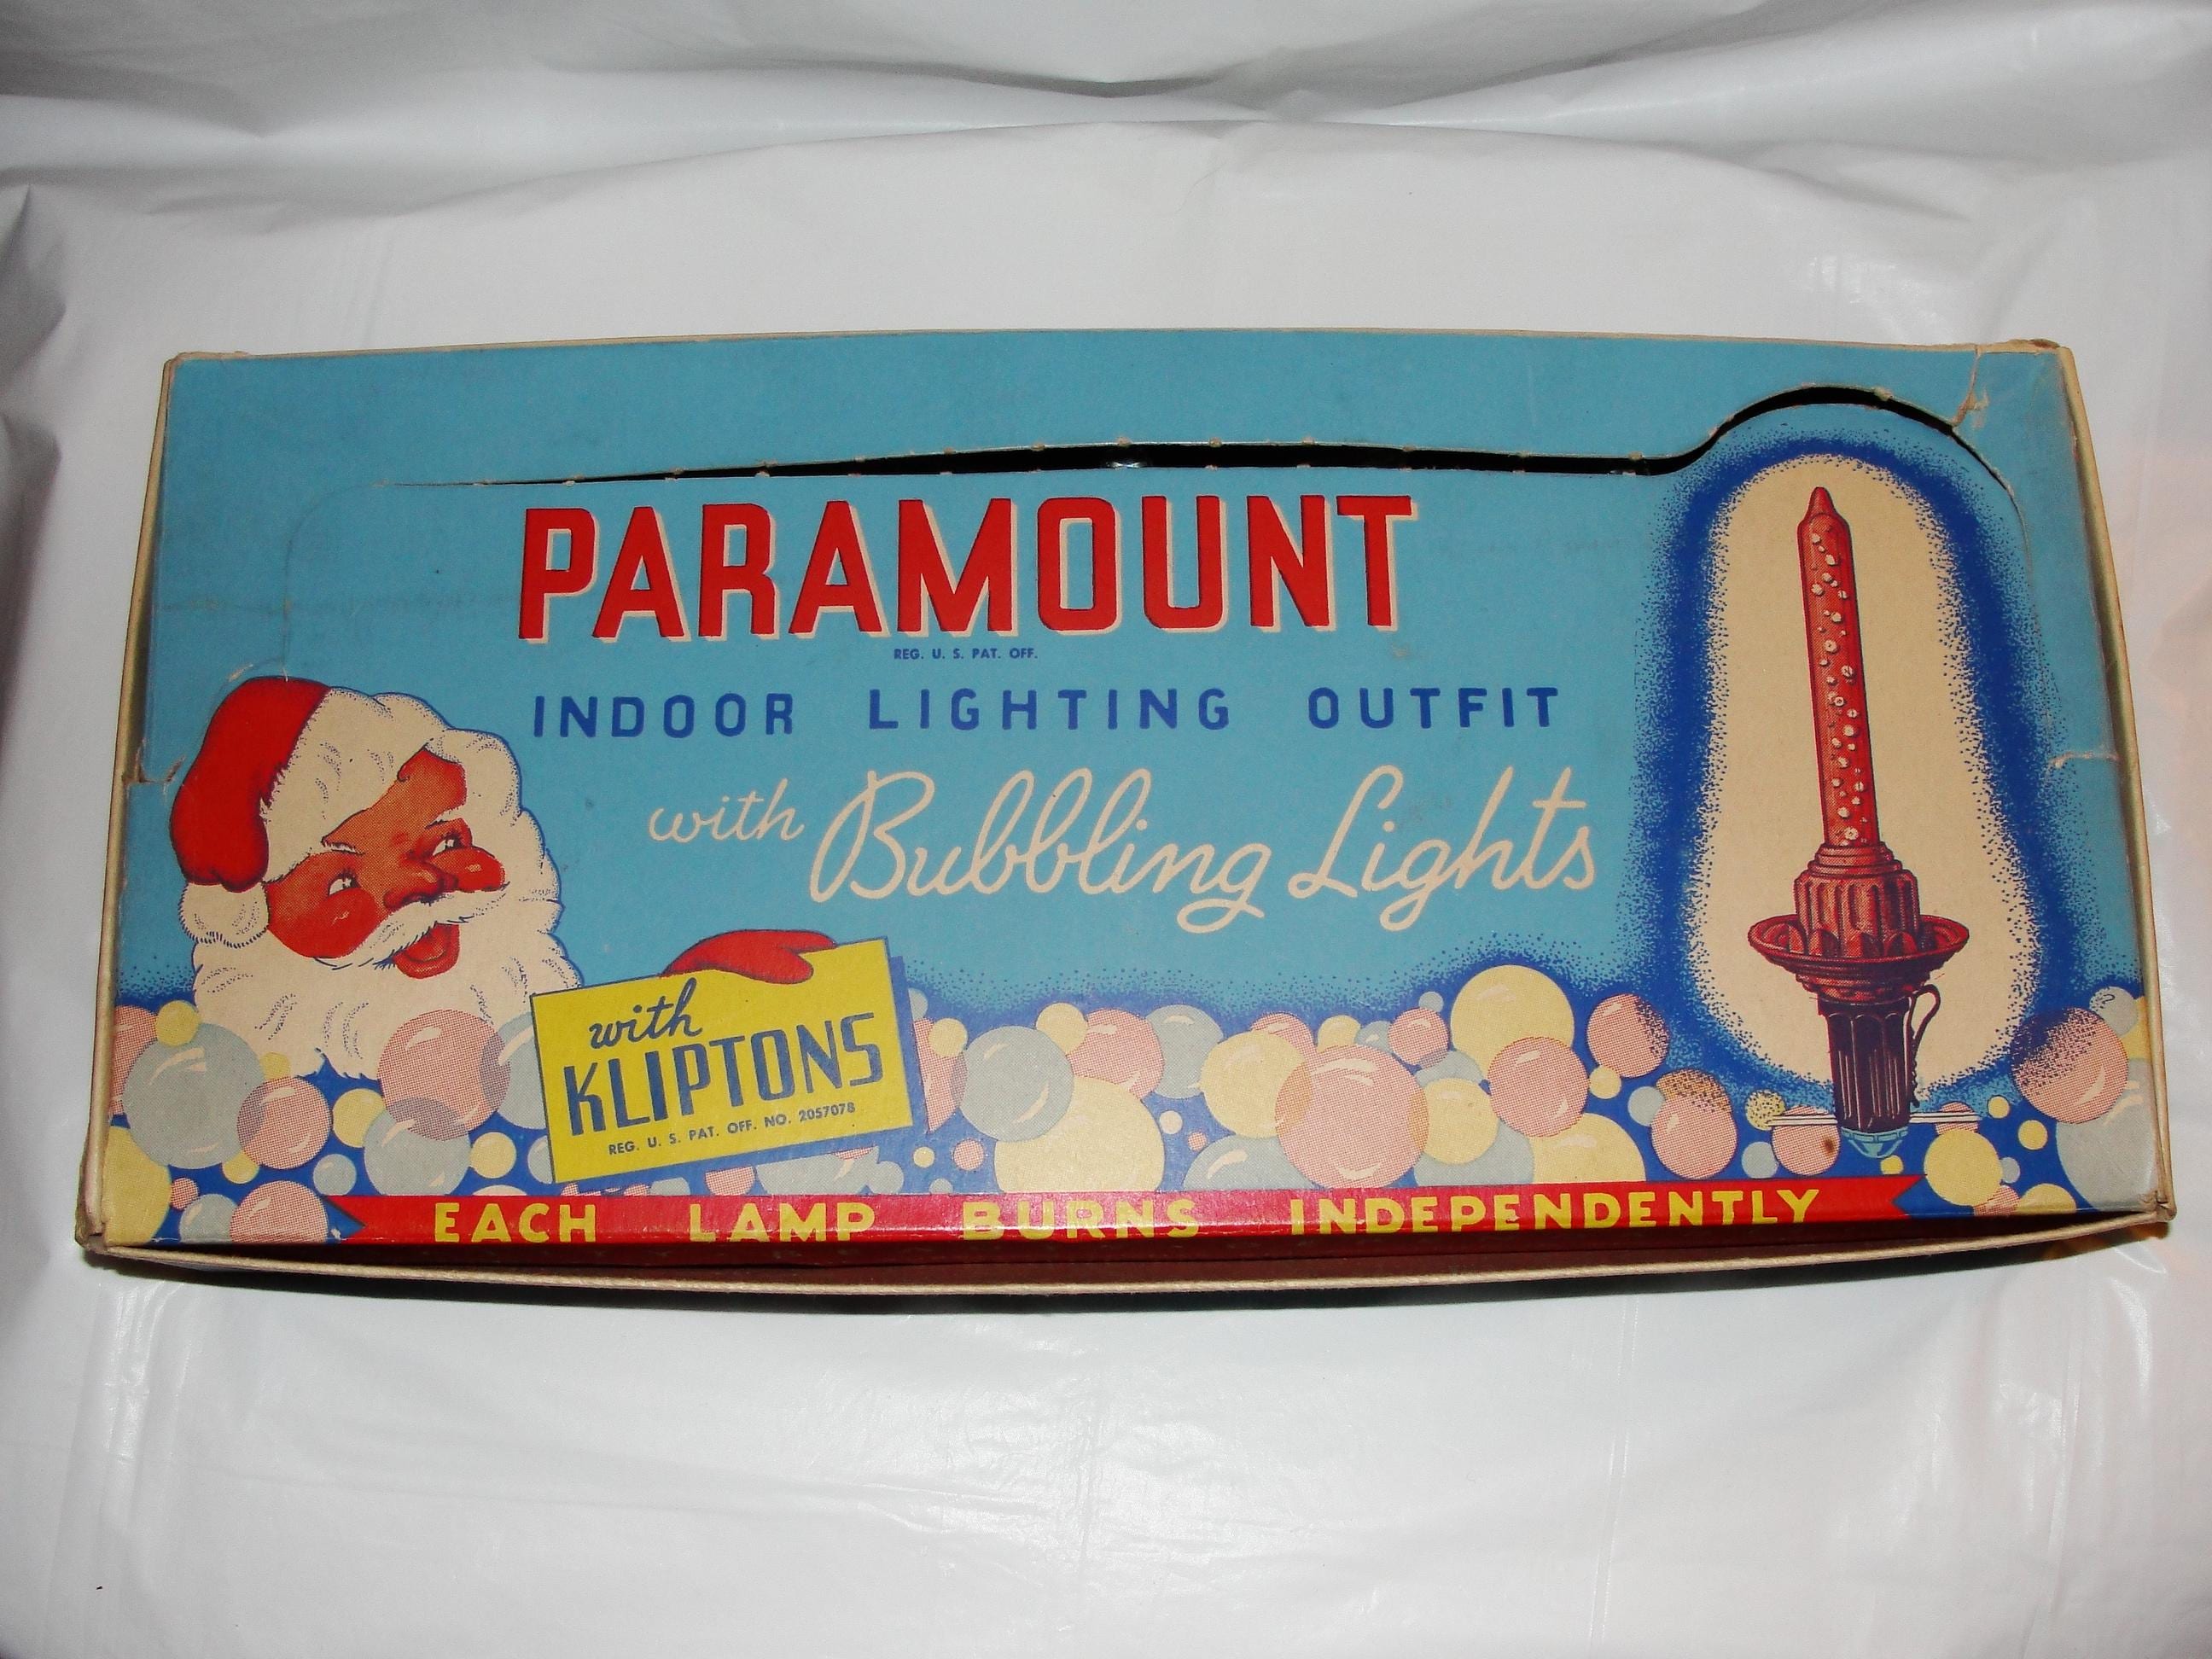 PARAMOUNT
REG. U. S. PAT. OFF.
INDOOR LIGHTING OUTFIT
with Bubbling Lights
with
KLIPTONS
REG. U. S. PAT. OFF. NO. 2057078
EACH LAMP BURNS INDEPENDENTLY